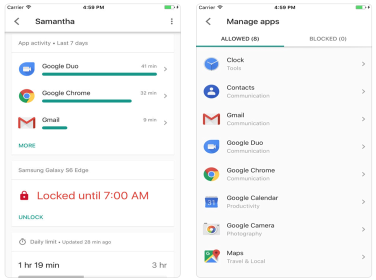 Carrier 4:59 PM
Samantha
App activity • Last 7 days
Google Duo 41 min
Google Chrome 32 min
Gmail 9 min
MORE
Samsung Galaxy S6 Edge
Locked until 7:00 AM
UNLOCK
Daily limit • Updated 28 min ago
1 hr 19 min 3 hr
Carrier 4:59 PM
Manage apps
ALLOWED (8) BLOCKED (0)
Clock
Tools
Contacts
Communication
Gmail
Communication
Google Duo
Communication
Google Chrome
Communication
31
Google Calendar
Productivity
Google Camera
Photography
Maps
Travel & Local